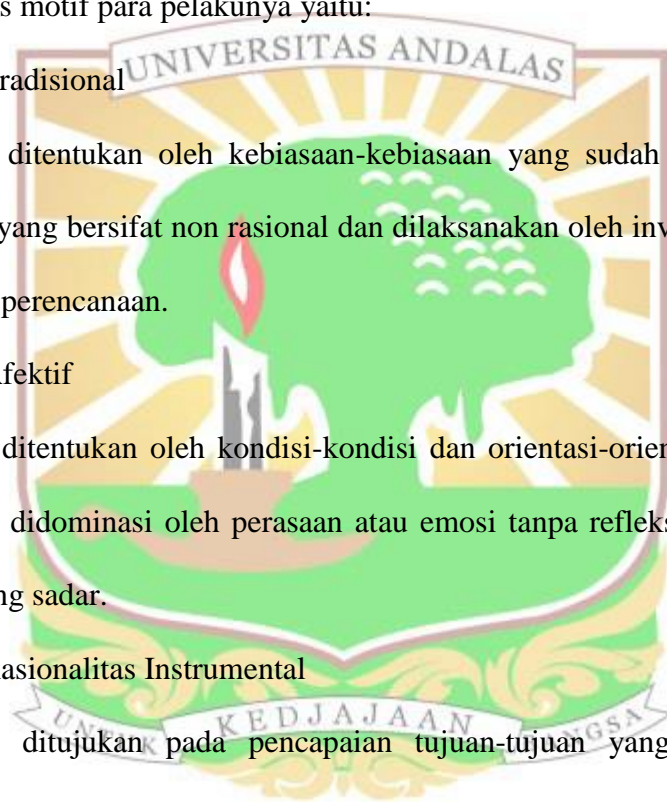 s motif para pelakunya yaitu:
UNIVERSITAS ANDALAS
radisional
ditentukan oleh kebiasaan-kebiasaan yang sudah
yang bersifat non rasional dan dilaksanakan oleh inv
perencanaan.
fektif
ditentukan oleh kondisi-kondisi dan orientasi-orien
didominasi oleh perasaan atau emosi tanpa refleks
ng sadar.
asionalitas Instrumental
UNTUK KEDJAJAAN BANGSA
ditujukan pada pencapaian tujuan-tujuan yang